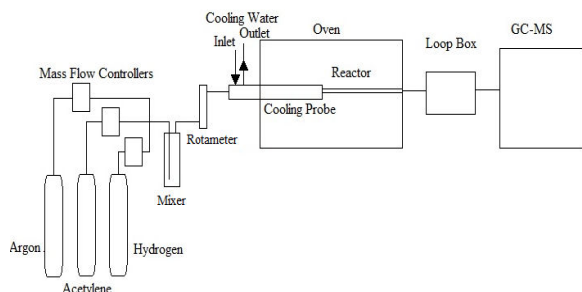 Cooling Water
Outlet
Inlet
Oven
Loop Box
GC-MS
Mass Flow Controllers
Reactor
Cooling Probe
Rotameter
Mixer
Argon
Hydrogen
Acetylene